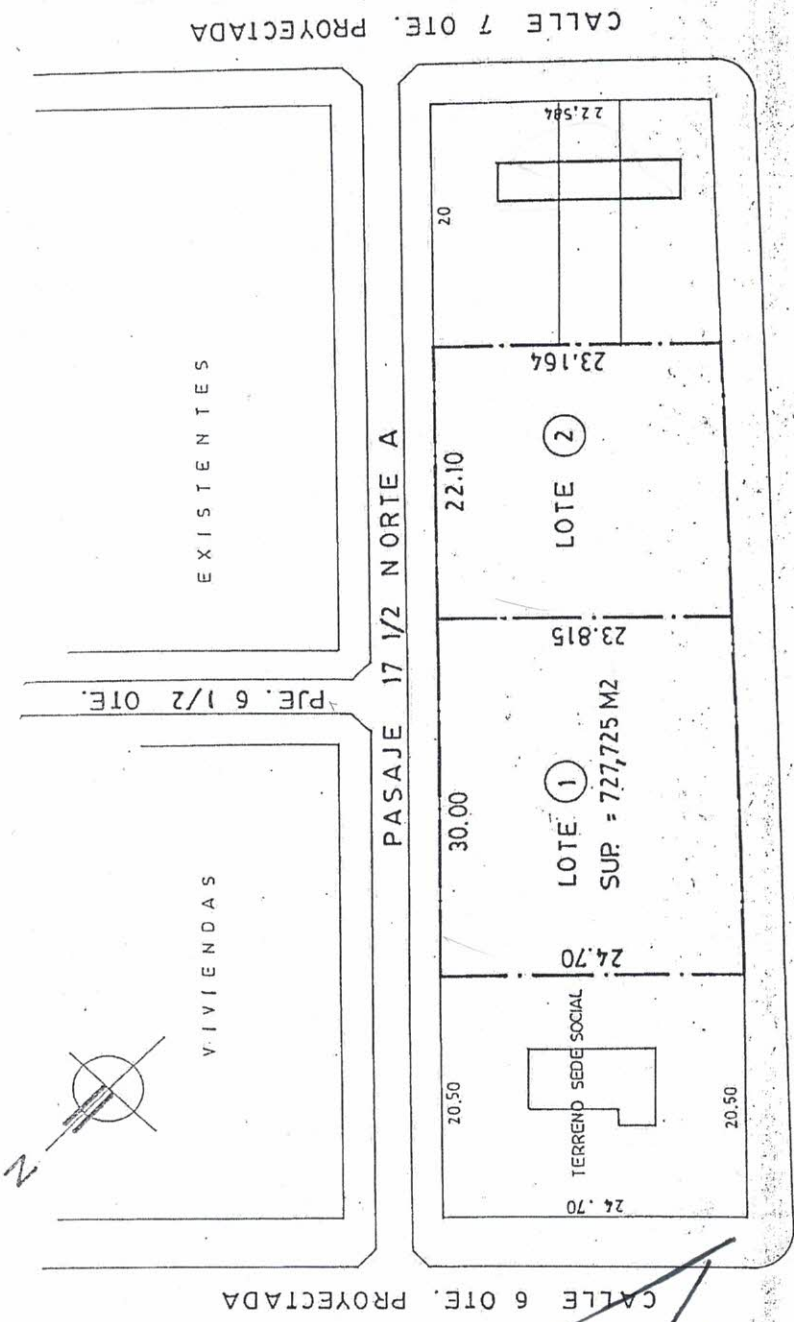 CALLE 7 OTE. PROYECTADA
EXISTENTES
VIVIENDAS
PJE. 6 1/2 OTE.
N
PASAJE 17 1/2 NORTE A
20
22,584
23.164
22.10
LOTE 2
23.815
30.00
LOTE 1
SUP. = 727,725 M2
24.70
20,50
TERRENO SEDE SOCIAL
24.70
20.50
CALLE 6 OTE. PROYECTADA